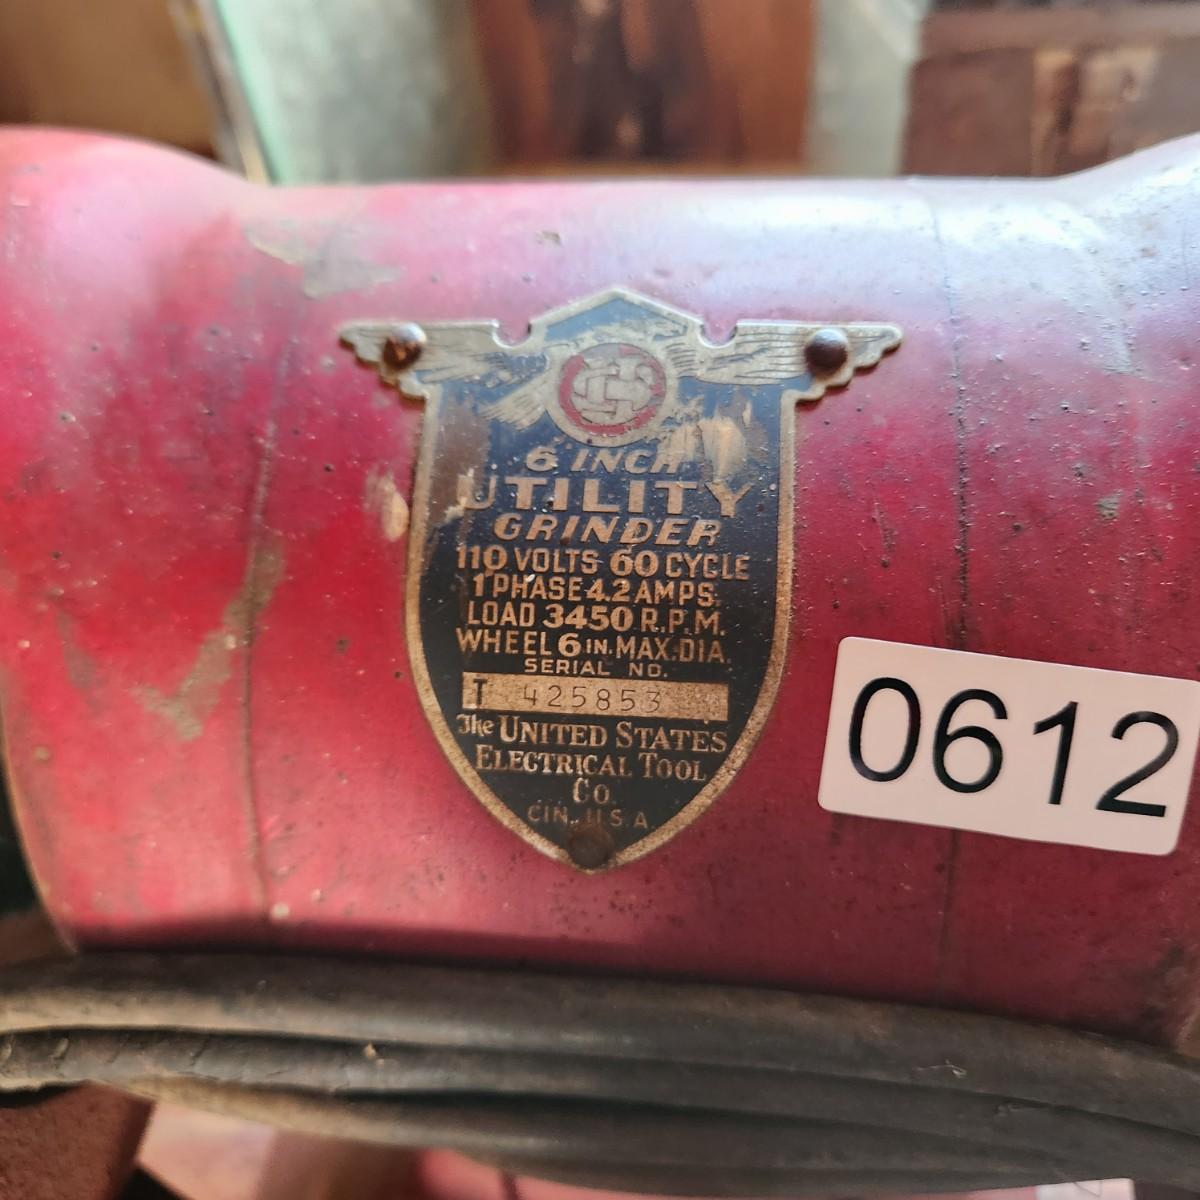 6 INCH
UTILITY
GRINDER
110 VOLTS 60 CYCLE
1 PHASE 4.2 AMPS.
LOAD 3450 R.P.M.
WHEEL 6 IN. MAX. DIA.
SERIAL NO.
T 425853
The UNITED STATES
ELECTRICAL TOOL
CO.
CIN., U.S.A
0612